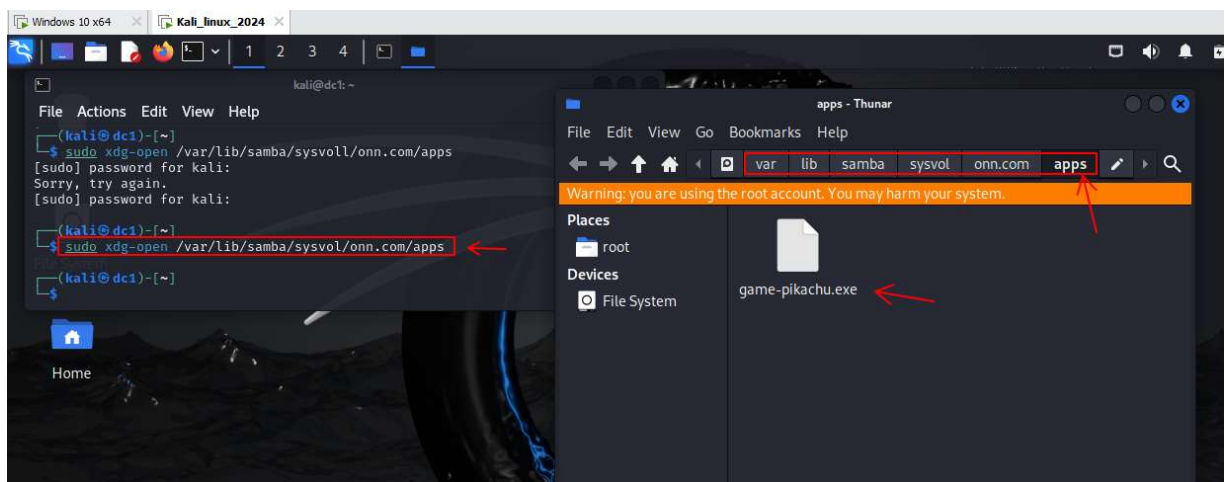 Windows 10 x64
Kali_linux_2024
1 2 3 4
kali@dc1: ~
File Actions Edit View Help
(kali㉿dc1)-[~]
$ sudo xdg-open /var/lib/samba/sysvoll/onn.com/apps
[sudo] password for kali:
Sorry, try again.
[sudo] password for kali:
(kali㉿dc1)-[~]
$ sudo xdg-open /var/lib/samba/sysvol/onn.com/apps
(kali㉿dc1)-[~]
$
Home
apps - Thunar
File Edit View Go Bookmarks Help
var lib samba sysvol onn.com apps
Warning: you are using the root account. You may harm your system.
Places
root
Devices
File System
game-pikachu.exe